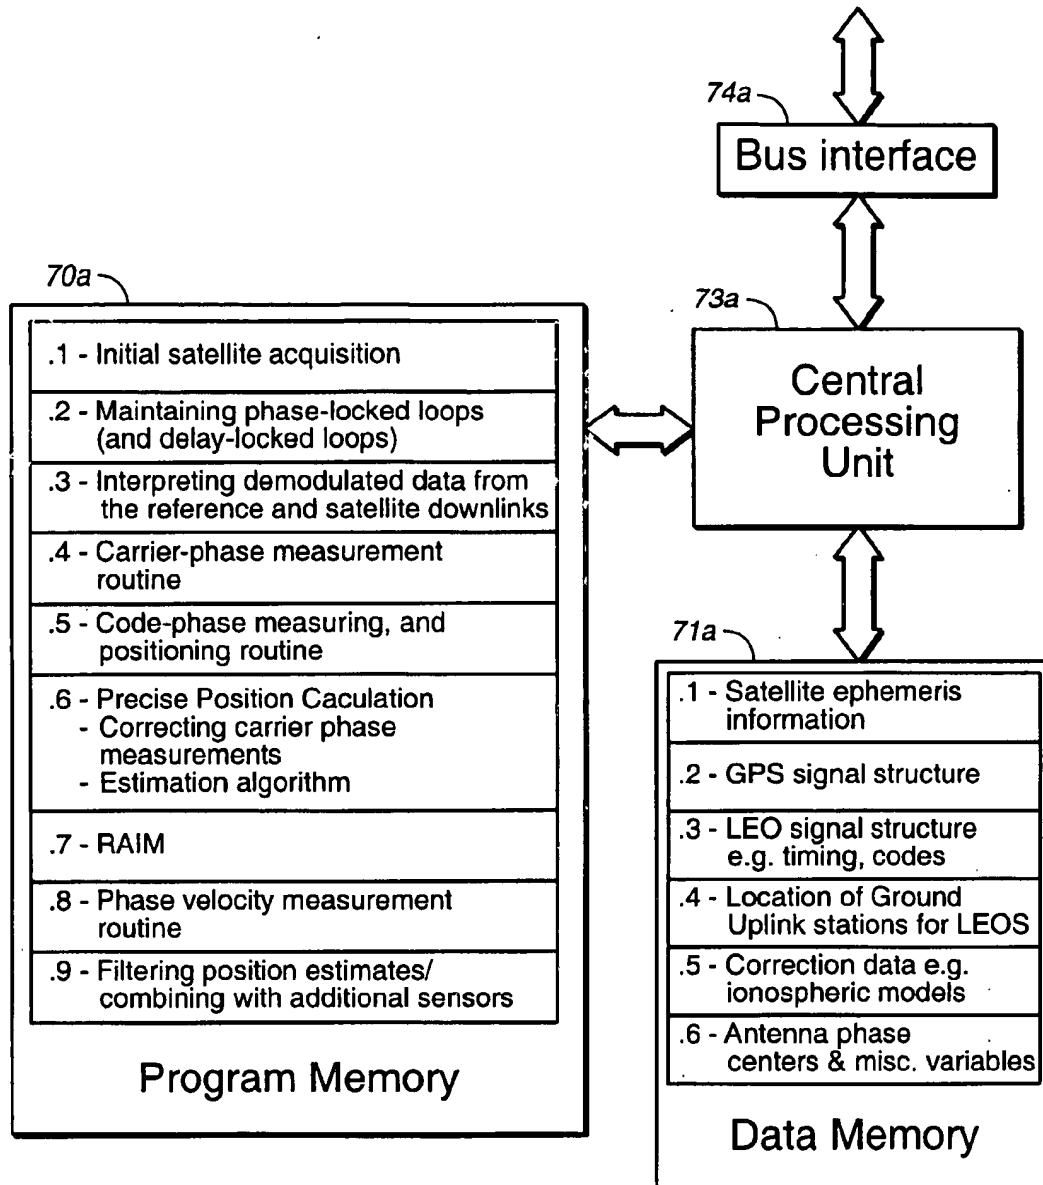 74a
Bus interface
70a
73a
.1 - Initial satellite acquisition
.2 - Maintaining phase-locked loops
(and delay-locked loops)
.3 - Interpreting demodulated data from
the reference and satellite downlinks
.4 - Carrier-phase measurement
routine
.5 - Code-phase measuring, and
positioning routine
.6 - Precise Position Caculation
- Correcting carrier phase
measurements
- Estimation algorithm
.7 - RAIM
.8 - Phase velocity measurement
routine
.9 - Filtering position estimates/
combining with additional sensors
Program Memory
Central
Processing
Unit
71a
.1 - Satellite ephemeris
information
.2 - GPS signal structure
.3 - LEO signal structure
e.g. timing, codes
.4 - Location of Ground
Uplink stations for LEOS
.5 - Correction data e.g.
ionospheric models
.6 - Antenna phase
centers & misc. variables
Data Memory